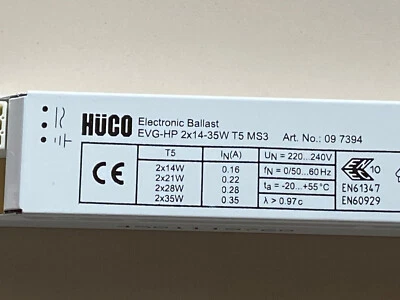 HÜCO
Electronic Ballast
EVG-HP 2x14-35W T5 MS3 Art. No.: 09 7394
CE
T5 IN(A) UN = 220...240V
2x14W 0.16 fN = 0/50...60Hz
2x21W 0.22 ta = -20...+55°C
2x28W 0.28 λ > 0.97c
2x35W 0.35
10
EN61347
EN60929